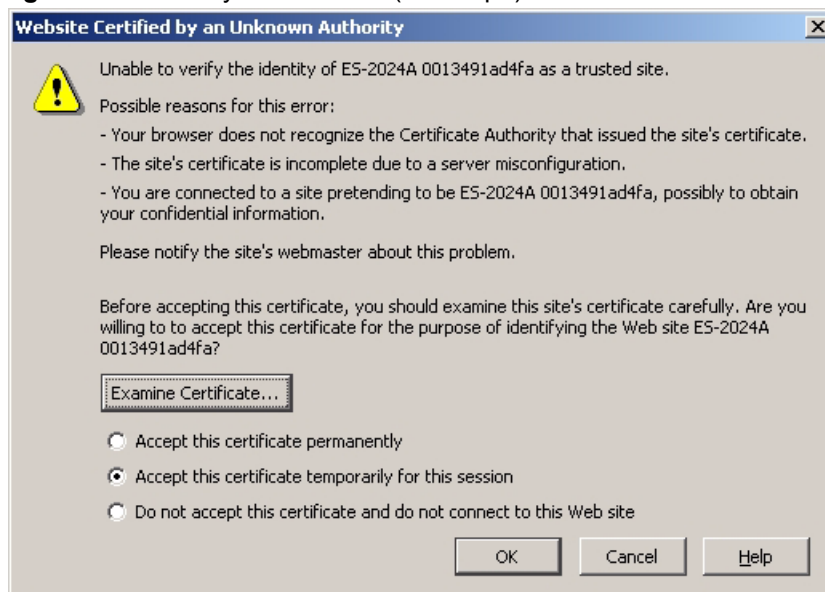 Website Certified by an Unknown Authority
Unable to verify the identity of ES-2024A 0013491ad4fa as a trusted site.
Possible reasons for this error:
- Your browser does not recognize the Certificate Authority that issued the site's certificate.
- The site's certificate is incomplete due to a server misconfiguration.
- You are connected to a site pretending to be ES-2024A 0013491ad4fa, possibly to obtain
your confidential information.
Please notify the site's webmaster about this problem.
Before accepting this certificate, you should examine this site's certificate carefully. Are you
willing to to accept this certificate for the purpose of identifying the Web site ES-2024A
0013491ad4fa?
Examine Certificate...
Accept this certificate permanently
Accept this certificate temporarily for this session
Do not accept this certificate and do not connect to this Web site
OK Cancel Help